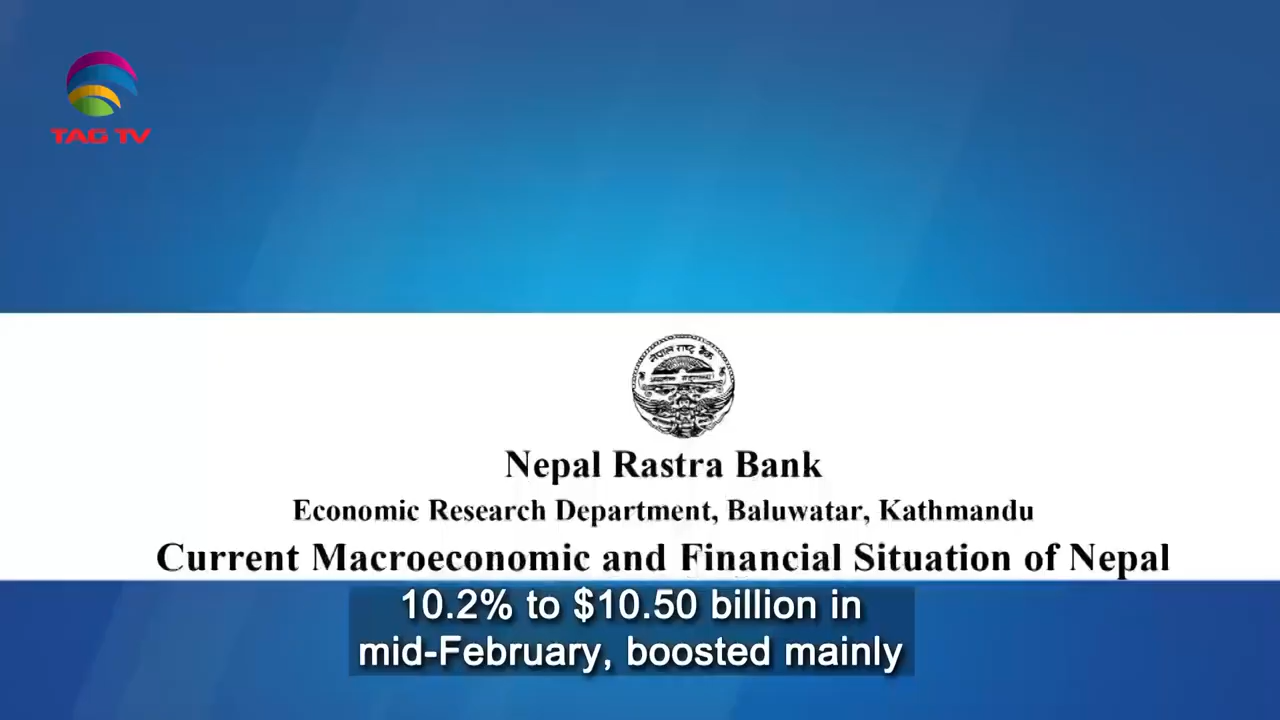 TAG TV
नेपाल राष्ट्र बैंक
Nepal Rastra Bank
Economic Research Department, Baluwatar, Kathmandu
Current Macroeconomic and Financial Situation of Nepal
10.2% to $10.50 billion in
mid-February, boosted mainly